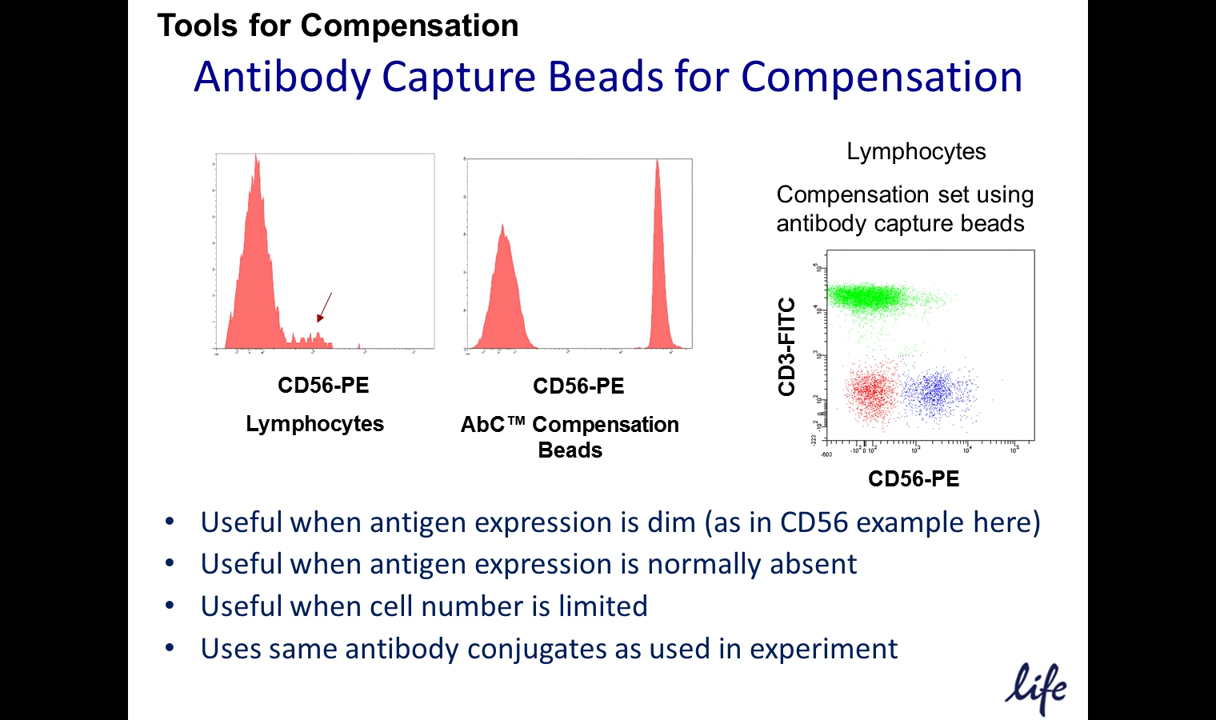 Tools for Compensation
Antibody Capture Beads for Compensation
Lymphocytes
Compensation set using
antibody capture beads
CD56-PE
Lymphocytes
CD56-PE
AbC™ Compensation
Beads
CD3-FITC
CD56-PE
• Useful when antigen expression is dim (as in CD56 example here)
• Useful when antigen expression is normally absent
• Useful when cell number is limited
• Uses same antibody conjugates as used in experiment
life